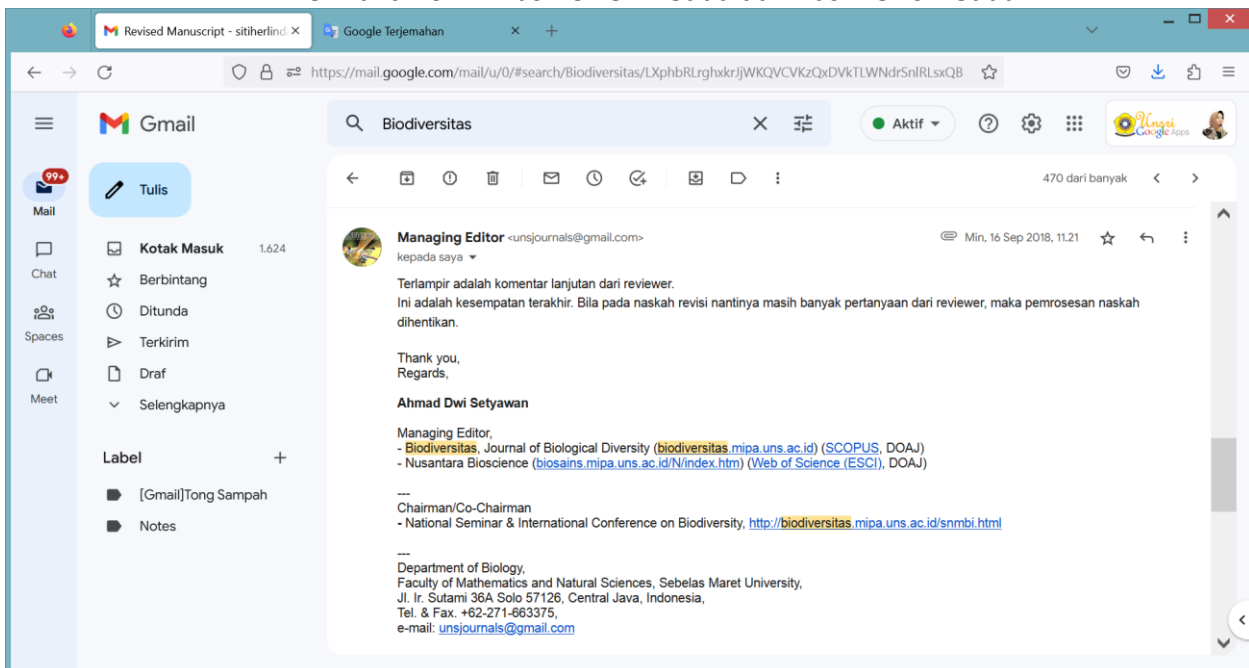 Revised Manuscript - sitiherlind
Google Terjemahan
https://mail.google.com/mail/u/0/#search/Biodiversitas/LXphbRLrghxkrJjWKQVCVKzQxDVkTLWNdrSnlRLsxQB
Gmail
Biodiversitas
Aktif
Unsri
Google Apps
99+
Mail
Chat
Spaces
Meet
Tulis
Kotak Masuk 1.624
Berbintang
Ditunda
Terkirim
Draf
Selengkapnya
Label
[Gmail]Tong Sampah
Notes
470 dari banyak
Managing Editor <unsjournals@gmail.com>
Min, 16 Sep 2018, 11.21
kepada saya
Terlampir adalah komentar lanjutan dari reviewer.
Ini adalah kesempatan terakhir. Bila pada naskah revisi nantinya masih banyak pertanyaan dari reviewer, maka pemrosesan naskah
dihentikan.
Thank you,
Regards,
Ahmad Dwi Setyawan
Managing Editor,
- Biodiversitas, Journal of Biological Diversity (biodiversitas.mipa.uns.ac.id) (SCOPUS, DOAJ)
- Nusantara Bioscience (biosains.mipa.uns.ac.id/N/index.htm) (Web of Science (ESCI), DOAJ)
---
Chairman/Co-Chairman
- National Seminar & International Conference on Biodiversity, http://biodiversitas.mipa.uns.ac.id/snmbi.html
---
Department of Biology,
Faculty of Mathematics and Natural Sciences, Sebelas Maret University,
Jl. Ir. Sutami 36A Solo 57126, Central Java, Indonesia,
Tel. & Fax. +62-271-663375,
e-mail: unsjournals@gmail.com